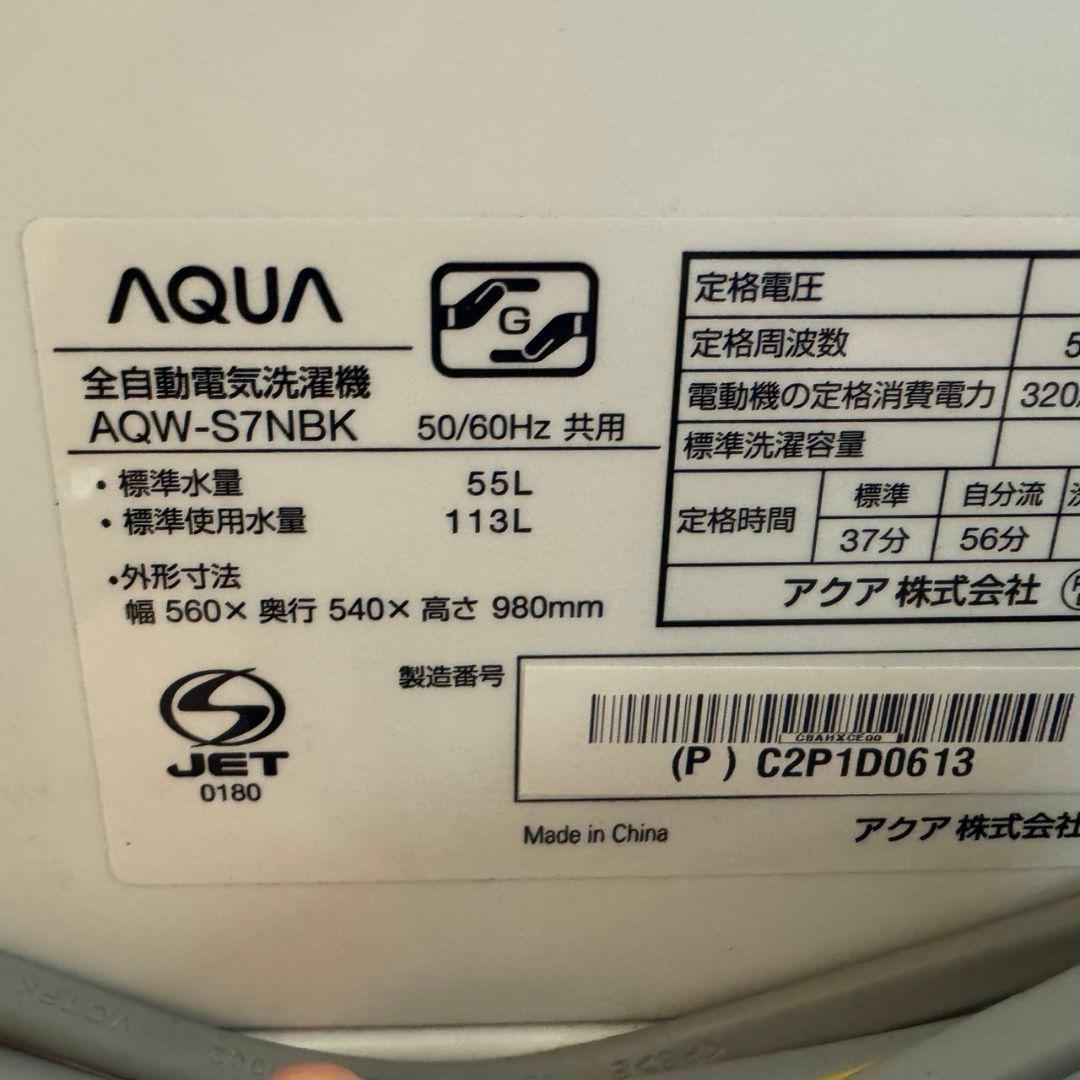 AQUA
G
全自動電気洗濯機
AQW-S7NBK 50/60Hz 共用
・標準水量 55L
・標準使用水量 113L
・外形寸法
幅 560× 奥行 540× 高さ 980mm
定格電圧
定格周波数 5
電動機の定格消費電力 320
標準洗濯容量
定格時間 標準 自分流
37分 56分
アクア 株式会社
JET
0180
製造番号
(P) C2P1D0613
Made in China
アクア 株式会社